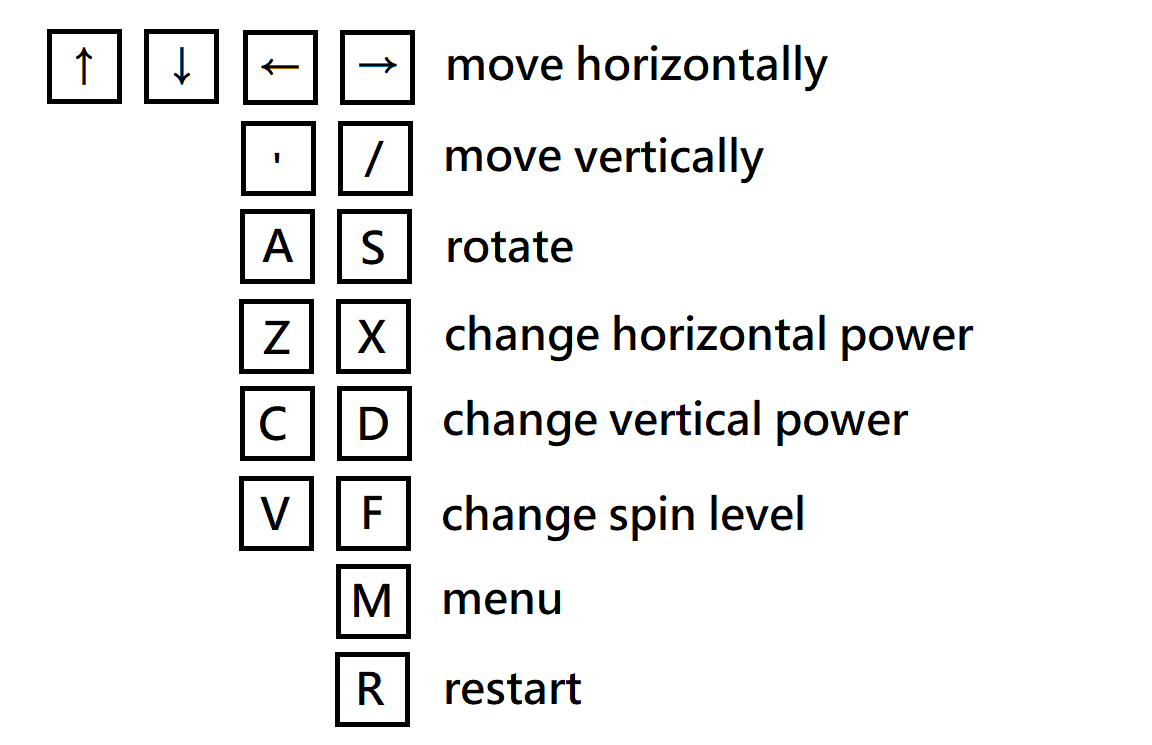 ↑ ↓ ← → move horizontally
' / move vertically
A S rotate
Z X change horizontal power
C D change vertical power
V F change spin level
M menu
R restart